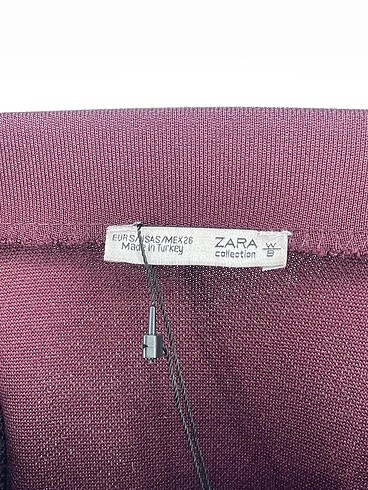 EUR S/USA S/MEX 26
Made in Turkey
ZARA
collection
W
B